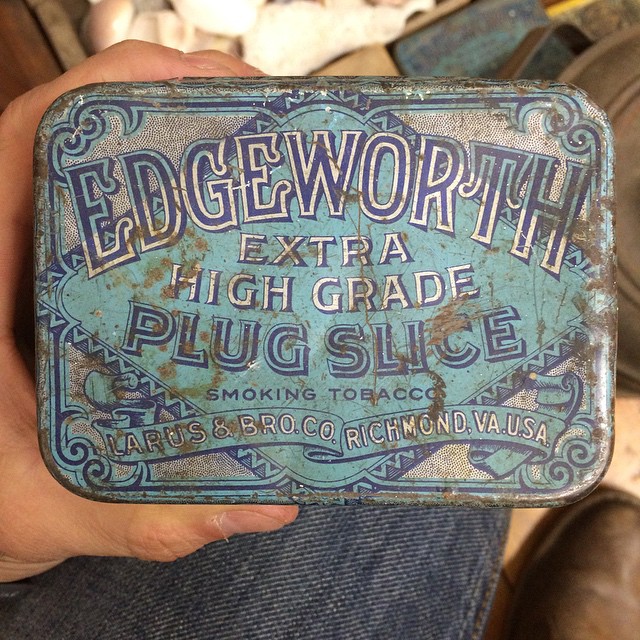 EDGEWORTH
EXTRA
HIGH GRADE
PLUG SLICE
SMOKING TOBACCO
LARUS & BRO. CO. RICHMOND, VA. U.S.A.